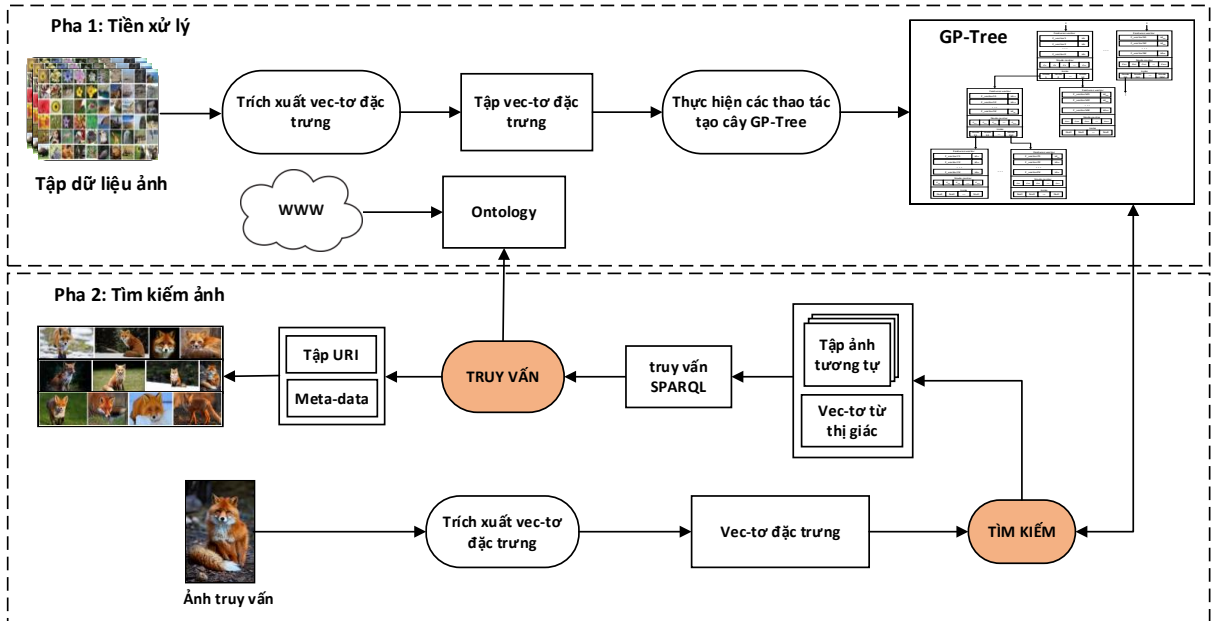 Pha 1: Tiền xử lý
GP-Tree
Trích xuất vec-tơ đặc
trưng
Tập vec-tơ đặc
trưng
Thực hiện các thao tác
tạo cây GP-Tree
Tập dữ liệu ảnh
WWW
Ontology
Pha 2: Tìm kiếm ảnh
Tập URI
Meta-data
TRUY VẤN
truy vấn
SPARQL
Tập ảnh
tương tự
Vec-tơ từ
thị giác
Trích xuất vec-tơ
đặc trưng
Vec-tơ đặc trưng
TÌM KIẾM
Ảnh truy vấn